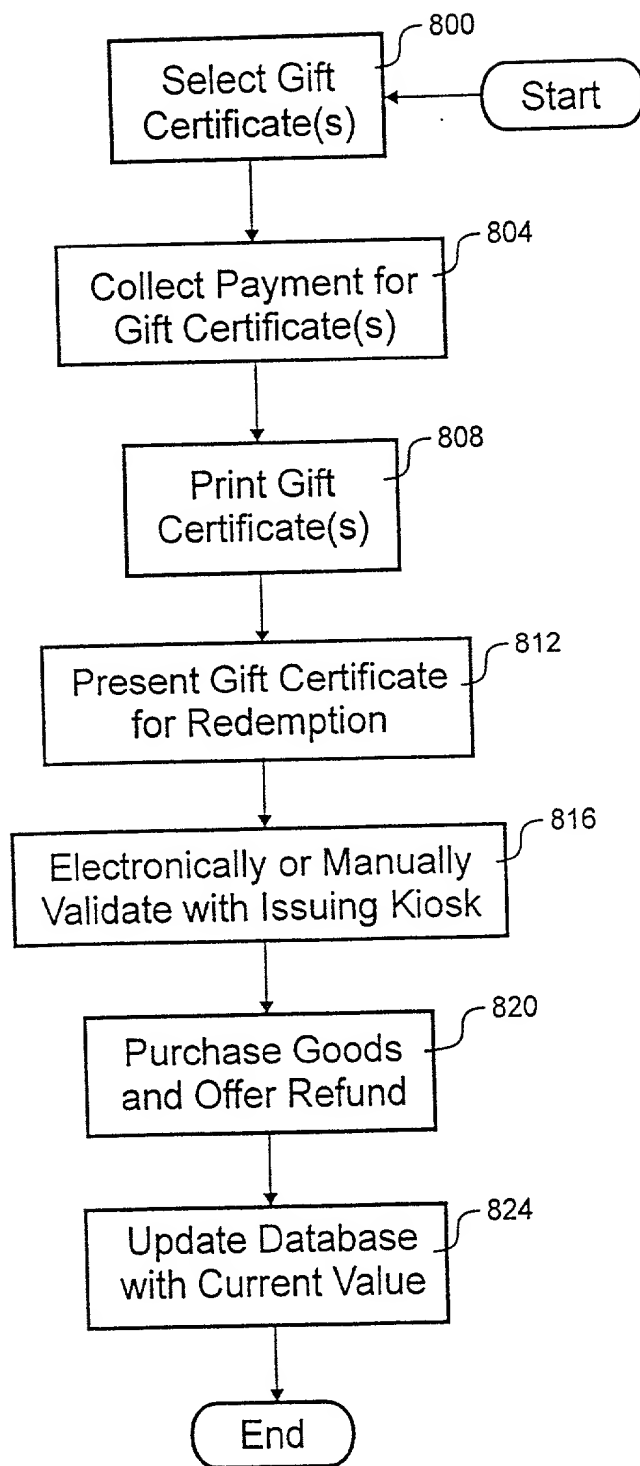 800
Select Gift
Certificate(s)
Start
804
Collect Payment for
Gift Certificate(s)
808
Print Gift
Certificate(s)
812
Present Gift Certificate
for Redemption
816
Electronically or Manually
Validate with Issuing Kiosk
820
Purchase Goods
and Offer Refund
824
Update Database
with Current Value
End